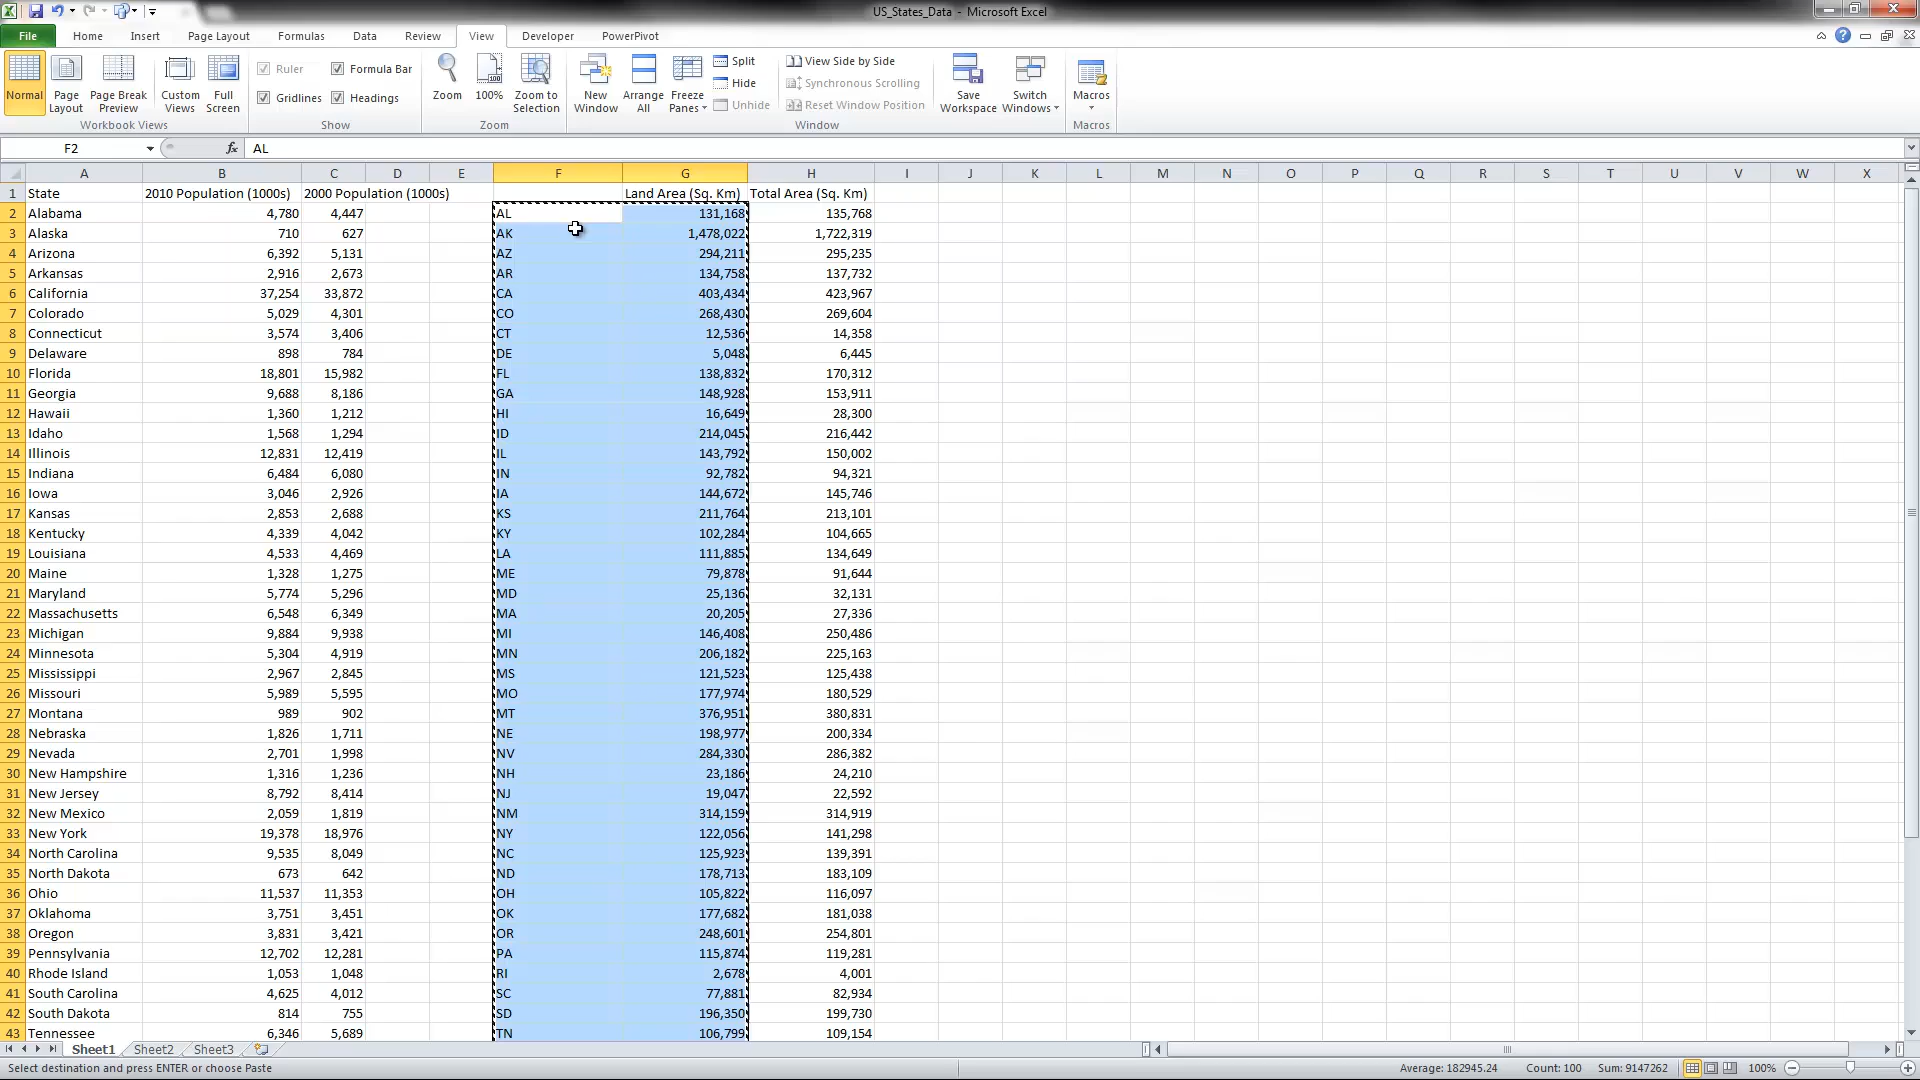 US_States_Data - Microsoft Excel
File Home Insert Page Layout Formulas Data Review View Developer PowerPivot
Normal Page Layout Page Break Preview Custom Views Full Screen
Workbook Views
Ruler Formula Bar
Gridlines Headings
Show
Zoom 100% Zoom to Selection
Zoom
New Window Arrange All Freeze Panes Split Hide Unhide
View Side by Side
Synchronous Scrolling
Reset Window Position
Window
Save Workspace Switch Windows
Macros
Macros
F2 fx AL
A B C D E F G H I J K L M N O P Q R S T U V W X
1 State 2010 Population (1000s) 2000 Population (1000s) Land Area (Sq. Km) Total Area (Sq. Km)
2 Alabama 4,780 4,447 AL 131,168 135,768
3 Alaska 710 627 AK 1,478,022 1,722,319
4 Arizona 6,392 5,131 AZ 294,211 295,235
5 Arkansas 2,916 2,673 AR 134,758 137,732
6 California 37,254 33,872 CA 403,434 423,967
7 Colorado 5,029 4,301 CO 268,430 269,604
8 Connecticut 3,574 3,406 CT 12,536 14,358
9 Delaware 898 784 DE 5,048 6,445
10 Florida 18,801 15,982 FL 138,832 170,312
11 Georgia 9,688 8,186 GA 148,928 153,911
12 Hawaii 1,360 1,212 HI 16,649 28,300
13 Idaho 1,568 1,294 ID 214,045 216,442
14 Illinois 12,831 12,419 IL 143,792 150,002
15 Indiana 6,484 6,080 IN 92,782 94,321
16 Iowa 3,046 2,926 IA 144,672 145,746
17 Kansas 2,853 2,688 KS 211,764 213,101
18 Kentucky 4,339 4,042 KY 102,284 104,665
19 Louisiana 4,533 4,469 LA 111,885 134,649
20 Maine 1,328 1,275 ME 79,878 91,644
21 Maryland 5,774 5,296 MD 25,136 32,131
22 Massachusetts 6,548 6,349 MA 20,205 27,336
23 Michigan 9,884 9,938 MI 146,408 250,486
24 Minnesota 5,304 4,919 MN 206,182 225,163
25 Mississippi 2,967 2,845 MS 121,523 125,438
26 Missouri 5,989 5,595 MO 177,974 180,529
27 Montana 989 902 MT 376,951 380,831
28 Nebraska 1,826 1,711 NE 198,977 200,334
29 Nevada 2,701 1,998 NV 284,330 286,382
30 New Hampshire 1,316 1,236 NH 23,186 24,210
31 New Jersey 8,792 8,414 NJ 19,047 22,592
32 New Mexico 2,059 1,819 NM 314,159 314,919
33 New York 19,378 18,976 NY 122,056 141,298
34 North Carolina 9,535 8,049 NC 125,923 139,391
35 North Dakota 673 642 ND 178,713 183,109
36 Ohio 11,537 11,353 OH 105,822 116,097
37 Oklahoma 3,751 3,451 OK 177,682 181,038
38 Oregon 3,831 3,421 OR 248,601 254,801
39 Pennsylvania 12,702 12,281 PA 115,874 119,281
40 Rhode Island 1,053 1,048 RI 2,678 4,001
41 South Carolina 4,625 4,012 SC 77,881 82,934
42 South Dakota 814 755 SD 196,350 199,730
43 Tennessee 6,346 5,689 TN 106,799 109,154
Sheet1 Sheet2 Sheet3
Select destination and press ENTER or choose Paste Average: 182945.24 Count: 100 Sum: 9147262 100%